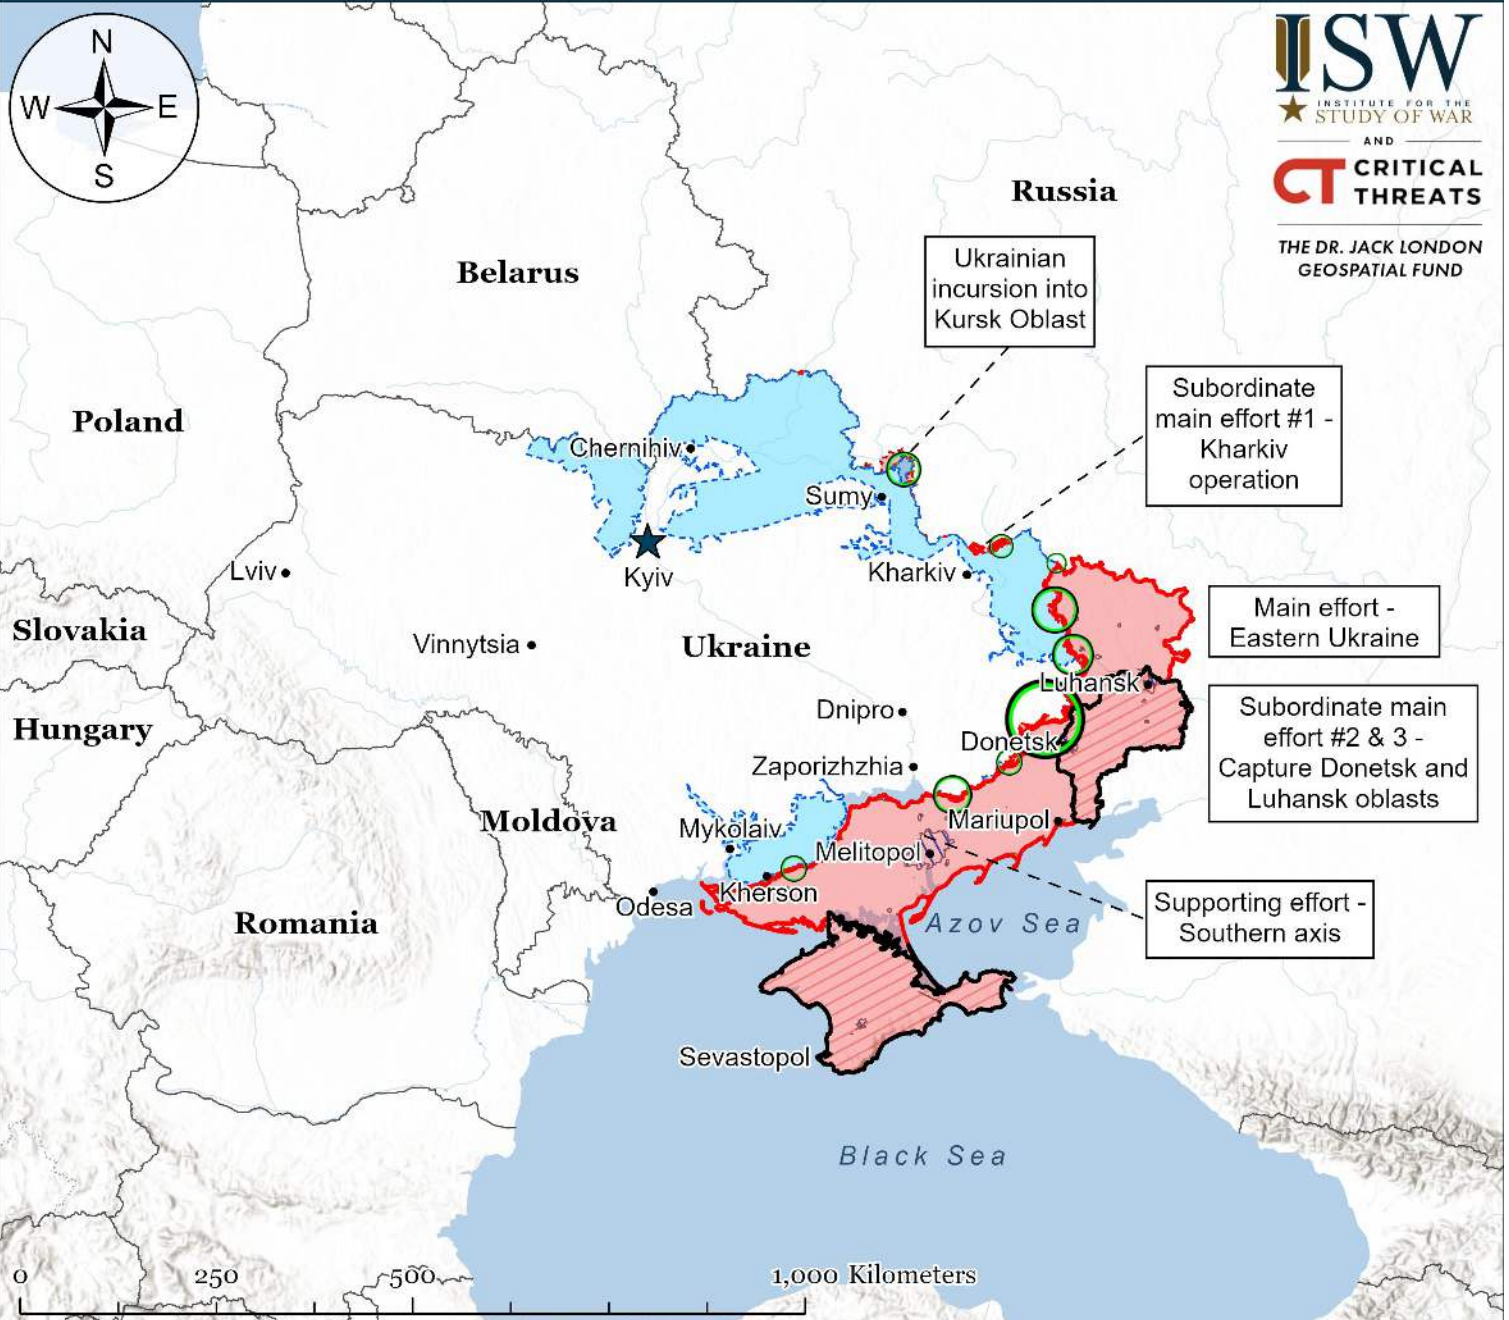 N
W
E
S
ISW
INSTITUTE FOR THE
STUDY OF WAR
AND
CT CRITICAL
THREATS
THE DR. JACK LONDON
GEOSPATIAL FUND
Russia
Ukrainian
incursion into
Kursk Oblast
Belarus
Subordinate
main effort #1 -
Kharkiv
operation
Poland
Chernihiv
Sumy
Lviv
Kyiv
Kharkiv
Main effort -
Eastern Ukraine
Slovakia
Vinnytsia
Ukraine
Luhansk
Subordinate main
effort #2 & 3 -
Capture Donetsk and
Luhansk oblasts
Hungary
Dnipro
Donetsk
Zaporizhzhia
Moldova
Mykolaiv
Mariupol
Melitopol
Kherson
Odesa
Supporting effort -
Southern axis
Romania
Azov Sea
Sevastopol
Black Sea
0
250
500
1,000 Kilometers